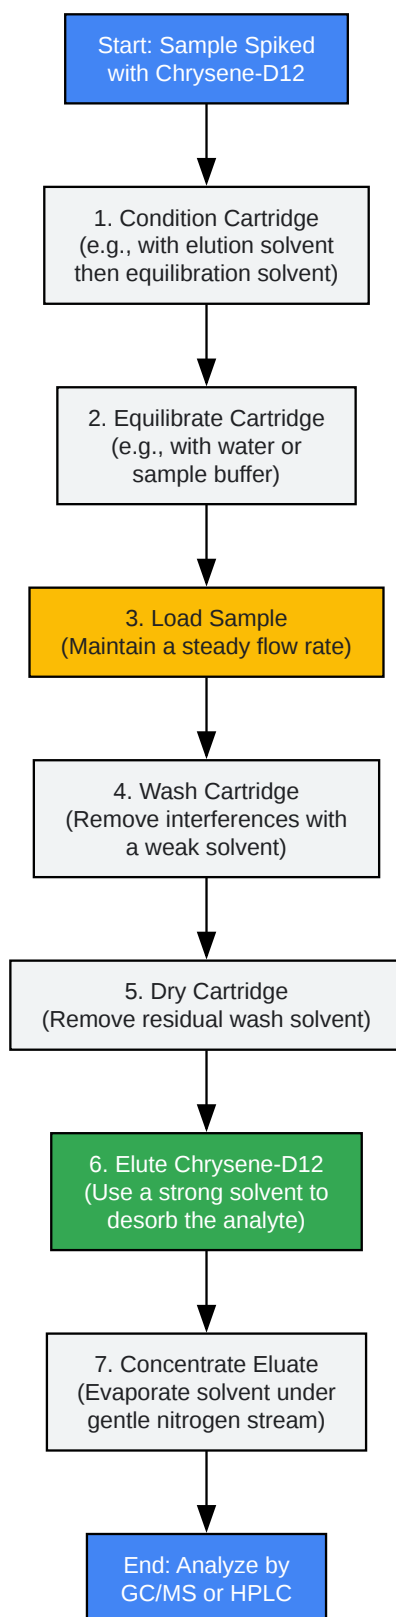 Start: Sample Spiked
with Chrysene-D12
1. Condition Cartridge
(e.g., with elution solvent
then equilibration solvent)
2. Equilibrate Cartridge
(e.g., with water or
sample buffer)
3. Load Sample
(Maintain a steady flow rate)
4. Wash Cartridge
(Remove interferences with
a weak solvent)
5. Dry Cartridge
(Remove residual wash solvent)
6. Elute Chrysene-D12
(Use a strong solvent to
desorb the analyte)
7. Concentrate Eluate
(Evaporate solvent under
gentle nitrogen stream)
End: Analyze by
GC/MS or HPLC